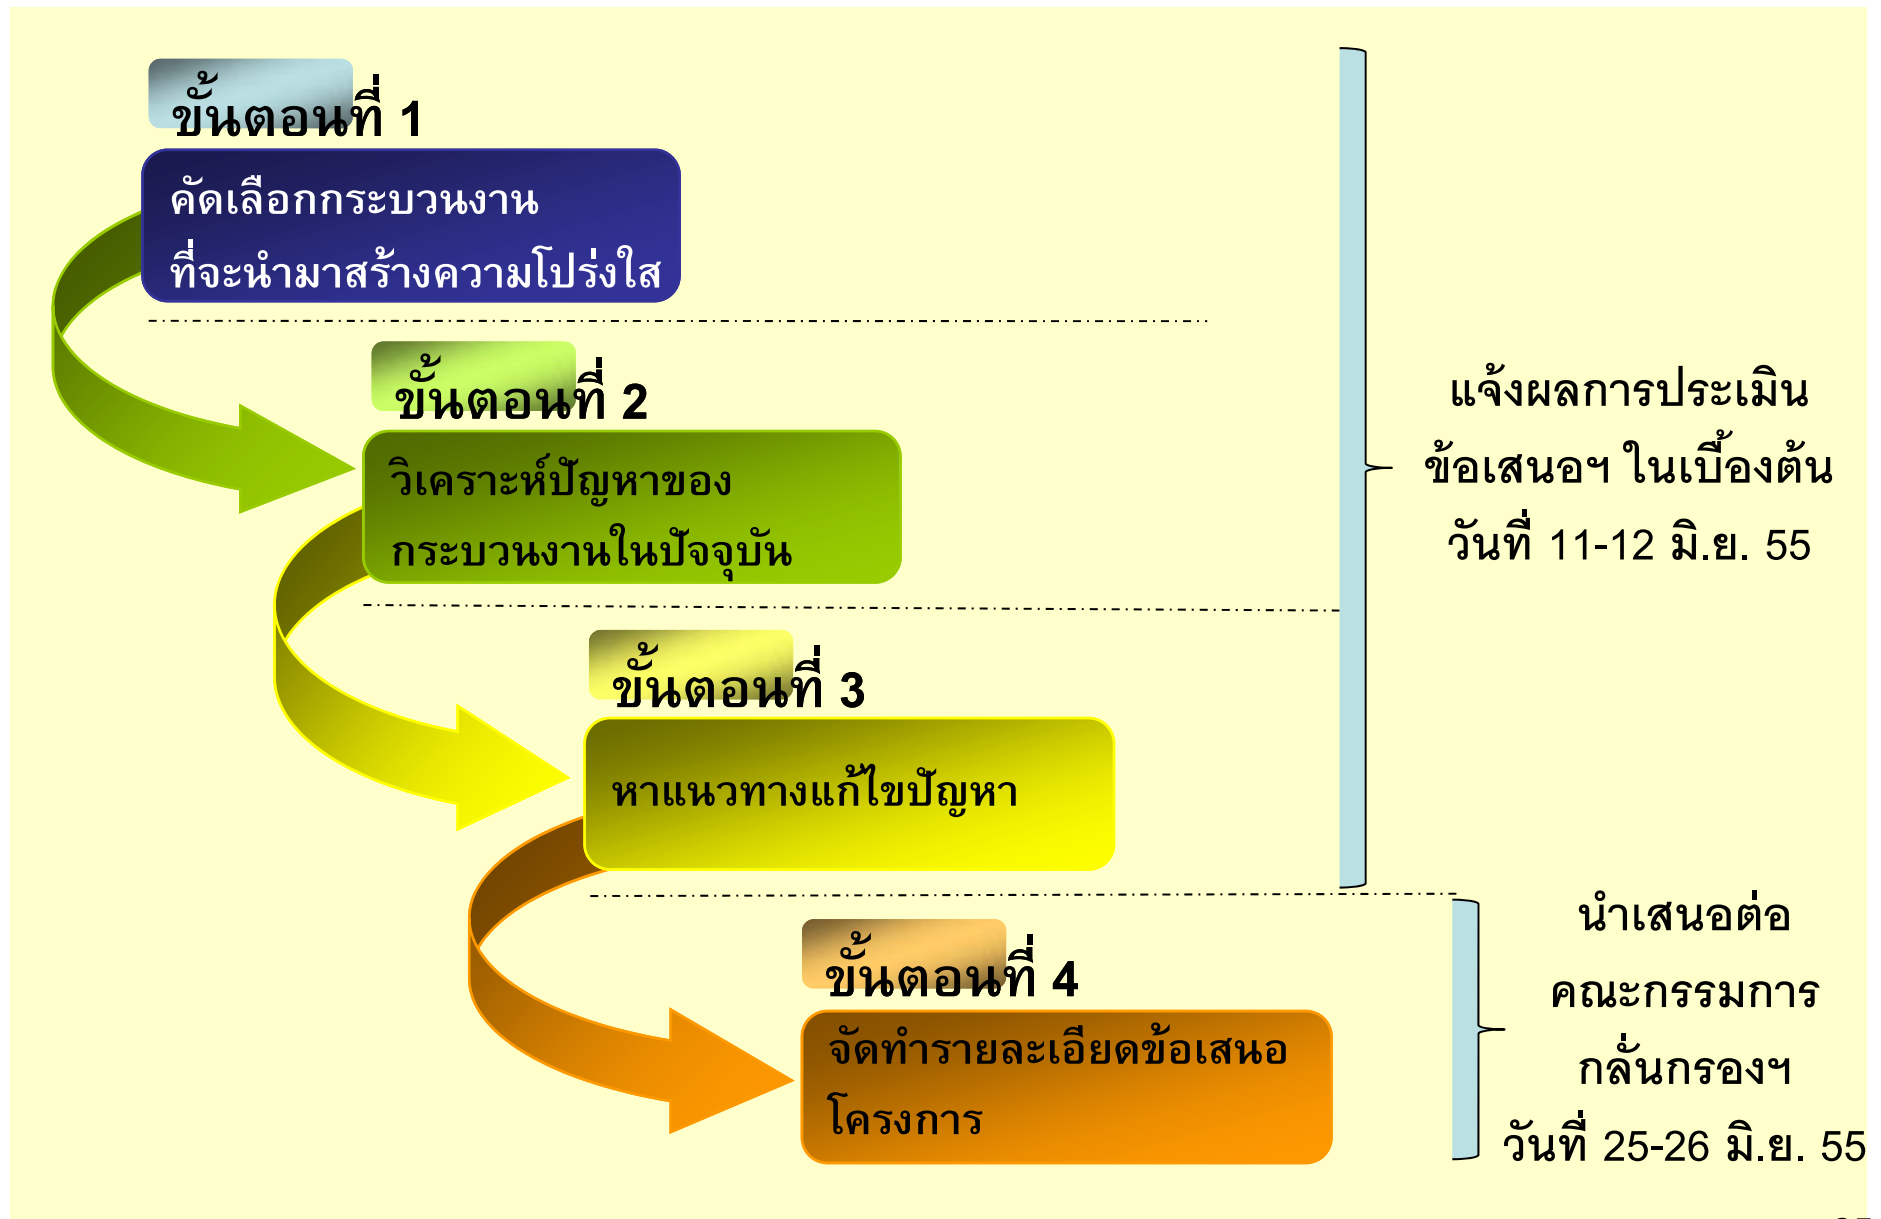 ขั้นตอนที่ 1
คัดเลือกกระบวนงาน
ที่จะนำมาสร้างความโปร่งใส
ขั้นตอนที่ 2
วิเคราะห์ปัญหาของ
กระบวนงานในปัจจุบัน
ขั้นตอนที่ 3
หาแนวทางแก้ไขปัญหา
ขั้นตอนที่ 4
จัดทำรายละเอียดข้อเสนอ
โครงการ
แจ้งผลการประเมิน
ข้อเสนอฯ ในเบื้องต้น
วันที่ 11-12 มิ.ย. 55
นำเสนอต่อ
คณะกรรมการ
กลั่นกรองฯ
วันที่ 25-26 มิ.ย. 55